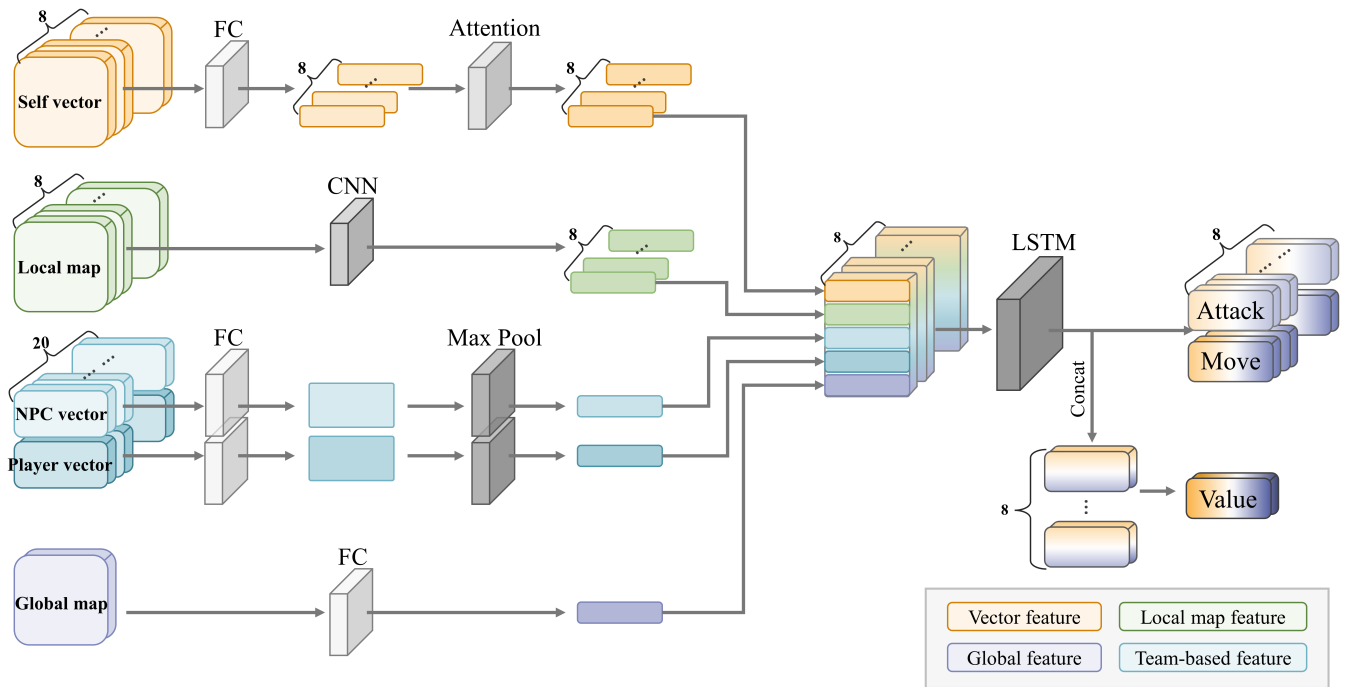 8
FC
Attention
Self vector
8
8
8
CNN
Local map
8
8
LSTM
8
20
FC
Max Pool
NPC vector
Player vector
Attack
Move
Concat
8
Value
FC
Global map
Vector feature
Local map feature
Global feature
Team-based feature